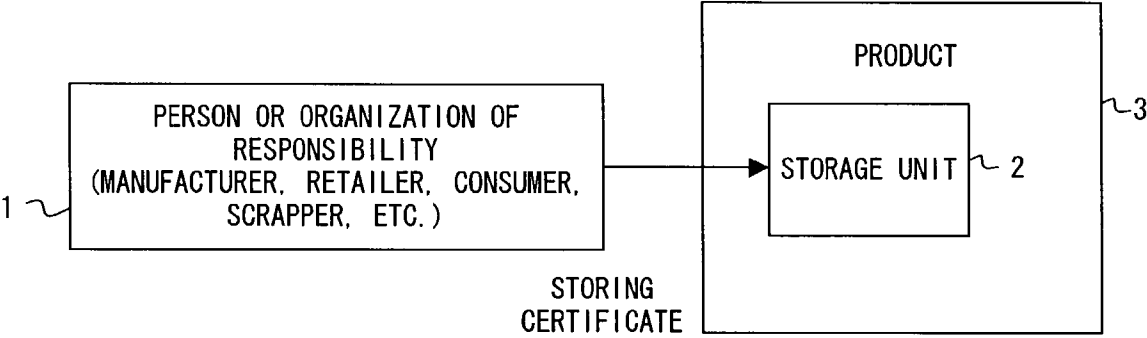 PRODUCT
3
PERSON OR ORGANIZATION OF
RESPONSIBILITY
(MANUFACTURER, RETAILER, CONSUMER,
SCRAPPER, ETC.)
1
STORAGE UNIT
2
STORING
CERTIFICATE